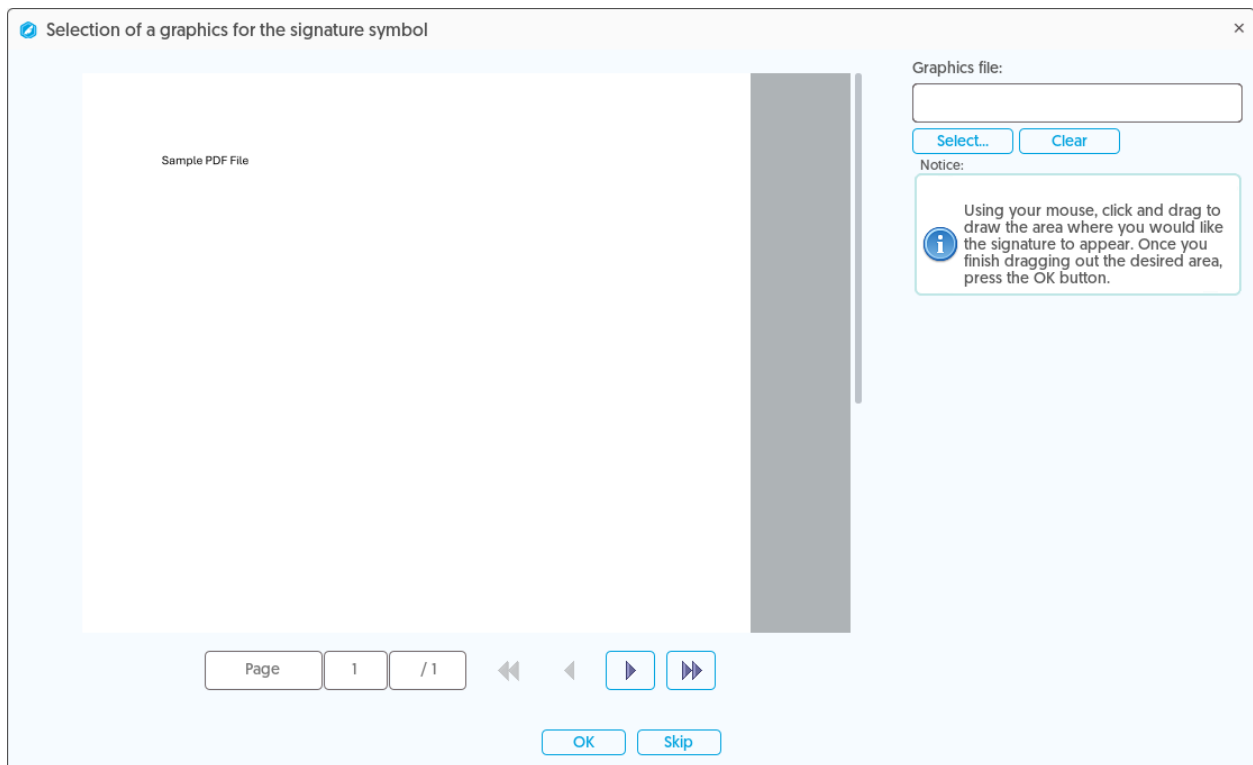 Selection of a graphics for the signature symbol
Graphics file:
Sample PDF File
Select...
Clear
Notice:
Using your mouse, click and drag to
draw the area where you would like
the signature to appear. Once you
finish dragging out the desired area,
press the OK button.
Page
1
/ 1
OK
Skip